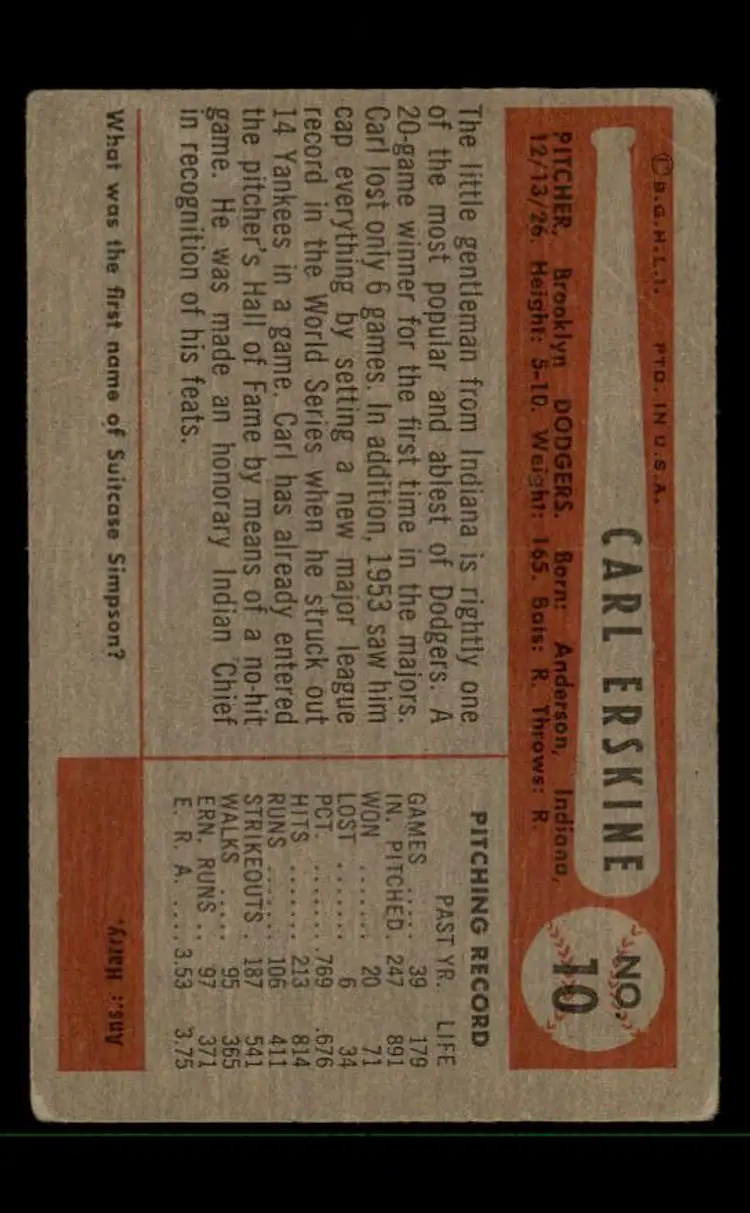 © B.G.H.L.I. PTD. IN U.S.A.
CARL ERSKINE
NO.
10
PITCHER, Brooklyn DODGERS. Born: Anderson, Indiana,
12/13/26. Height: 5-10. Weight: 165. Bats: R. Throws: R.
The little gentleman from Indiana is rightly one
of the most popular and ablest of Dodgers. A
20-game winner for the first time in the majors.
Carl lost only 6 games. In addition, 1953 saw him
cap everything by setting a new major league
record in the World Series when he struck out
14 Yankees in a game. Carl has already entered
the pitcher's Hall of Fame by means of a no-hit
game. He was made an honorary Indian Chief
in recognition of his feats.
PITCHING RECORD
PAST YR. LIFE
GAMES ..... 39 179
IN. PITCHED. 247 891
WON ....... 20 71
LOST ........ 6 34
PCT. ........769 .676
HITS ........ 213 814
RUNS ....... 106 411
STRIKEOUTS . 187 541
WALKS ..... 95 365
ERN. RUNS .. 97 371
E. R. A. .... 3.53 3.75
What was the first name of Suitcase Simpson?
Ans.: Harry.